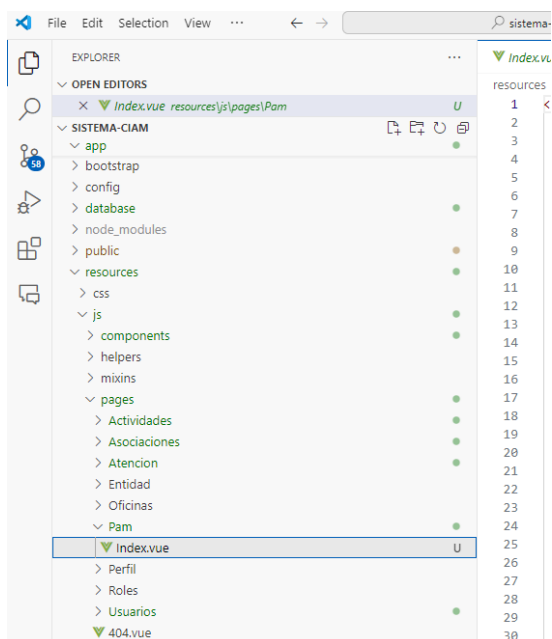 File Edit Selection View ··· ← → sistema-
EXPLORER ···
Index.vu
OPEN EDITORS
resources
Index.vue resources\js\pages\Pam U
SISTEMA-CIAM
app
bootstrap
58
config
database
node_modules
public
resources
css
js
components
helpers
mixins
pages
Actividades
Asociaciones
Atencion
Entidad
Oficinas
Pam
Index.vue U
Perfil
Roles
Usuarios
404.vue
1 <
2
3
4
5
6
7
8
9
10
11
12
13
14
15
16
17
18
19
20
21
22
23
24
25
26
27
28
29
30